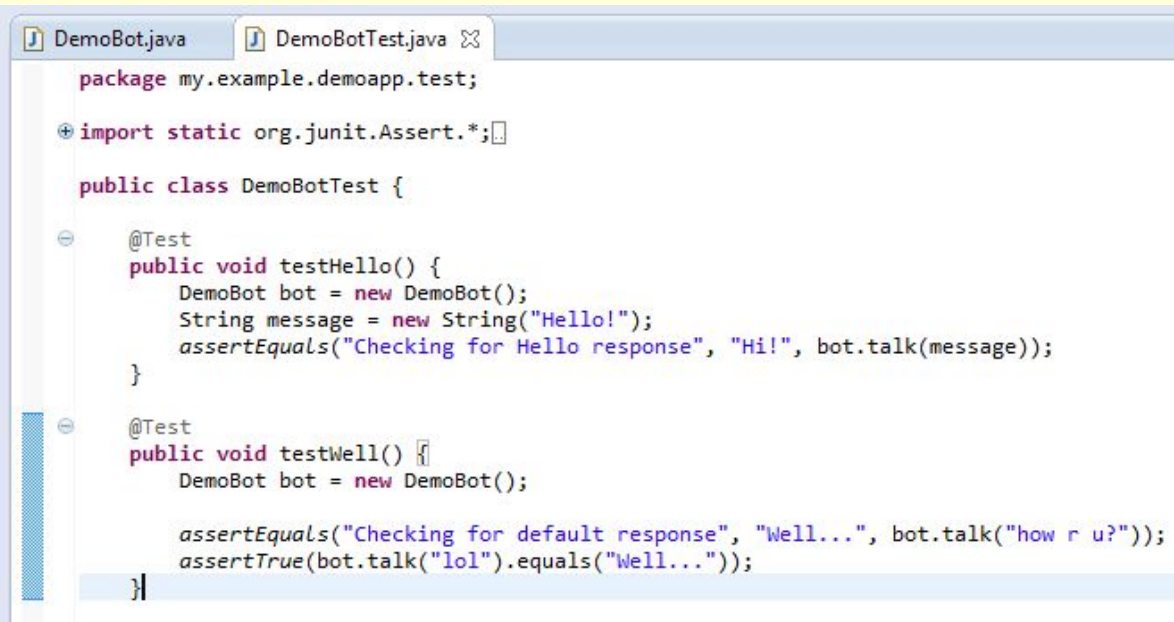 DemoBot.java DemoBotTest.java
package my.example.demoapp.test;
import static org.junit.Assert.*;
public class DemoBotTest {
@Test
public void testHello() {
DemoBot bot = new DemoBot();
String message = new String("Hello!");
assertEquals("Checking for Hello response", "Hi!", bot.talk(message));
}
@Test
public void testWell() {
DemoBot bot = new DemoBot();
assertEquals("Checking for default response", "Well...", bot.talk("how r u?"));
assertTrue(bot.talk("lol").equals("Well..."));
}